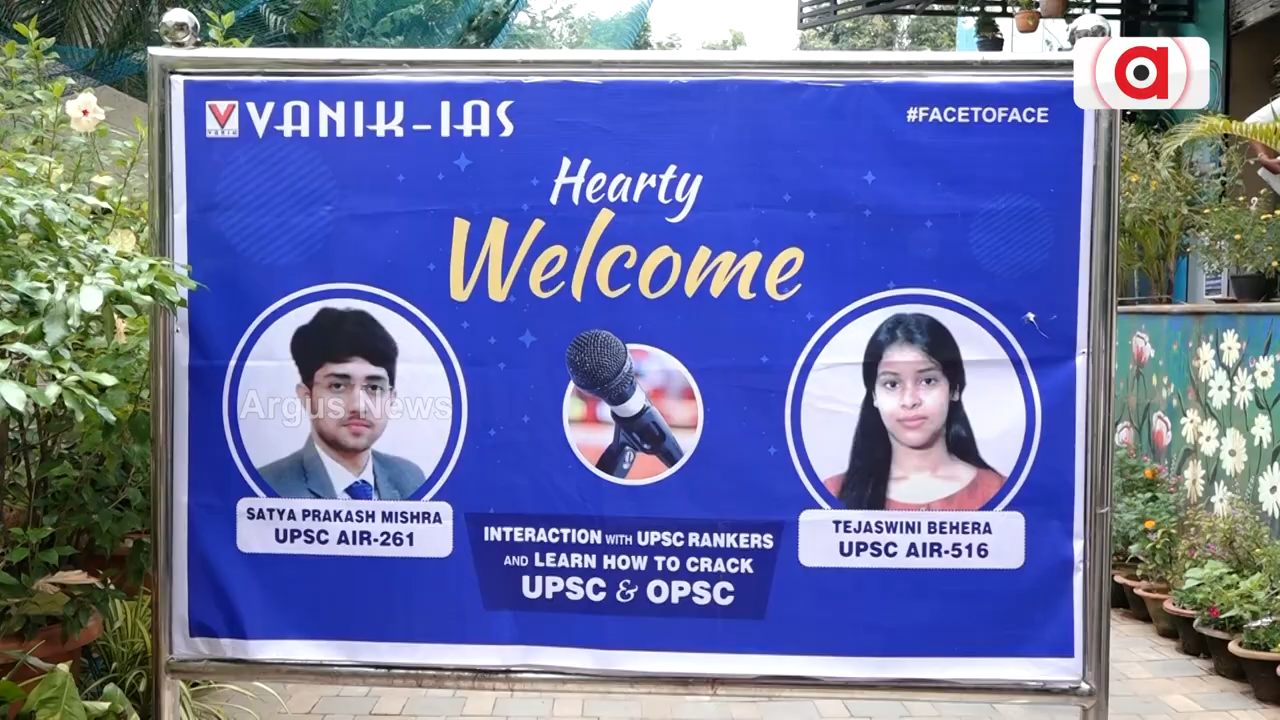 VANIK
VANIK-IAS
#FACETOFACE
a
Hearty
Welcome
Argus News
SATYA PRAKASH MISHRA
UPSC AIR-261
INTERACTION WITH UPSC RANKERS
AND LEARN HOW TO CRACK
UPSC & OPSC
TEJASWINI BEHERA
UPSC AIR-516